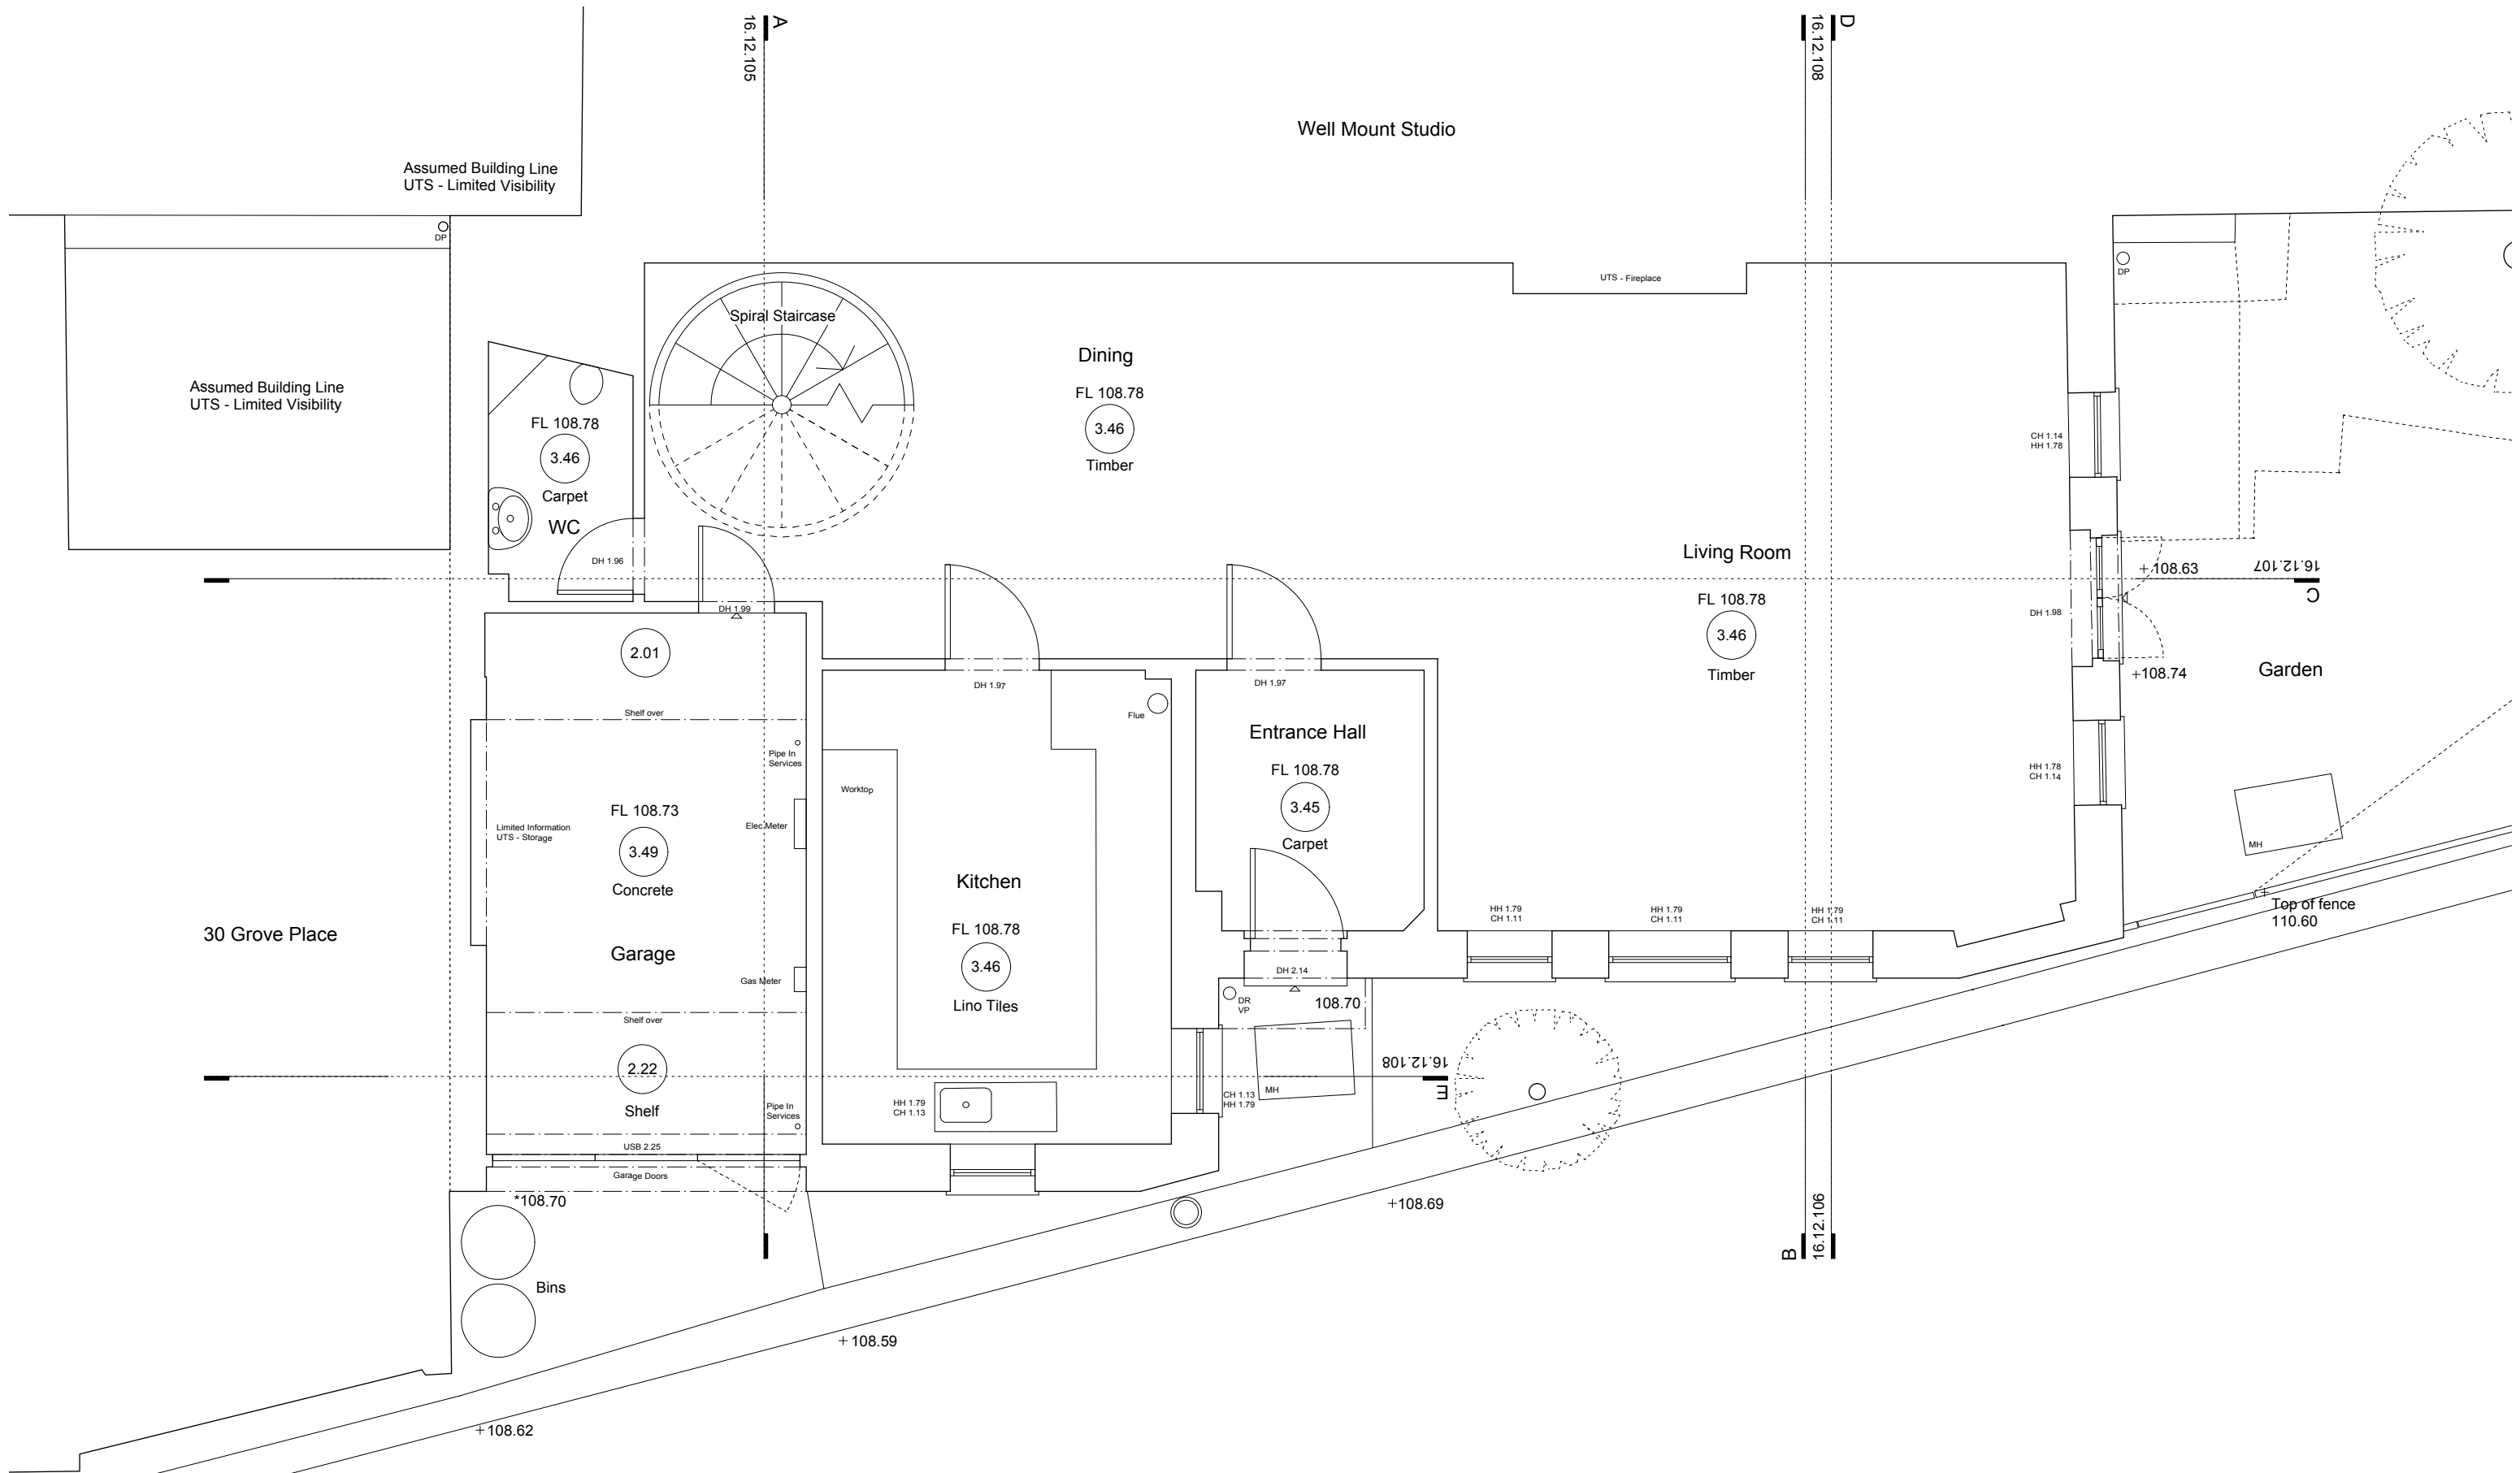 A
16.12.105
16.12.108
D
Well Mount Studio
Assumed Building Line
UTS - Limited Visibility
DP
DP
UTS - Fireplace
Spiral Staircase
Dining
FL 108.78
3.46
Timber
Assumed Building Line
UTS - Limited Visibility
FL 108.78
3.46
Carpet
WC
DH 1.96
CH 1.14
HH 1.78
Living Room
FL 108.78
3.46
Timber
+108.63
16.12.107
C
DH 1.98
+108.74
Garden
DH 1.99
2.01
Shelf over
DH 1.97
Flue
DH 1.97
Entrance Hall
FL 108.78
3.45
Carpet
Pipe In
Services
Worktop
HH 1.78
CH 1.14
MH
FL 108.73
3.49
Concrete
Limited Information
UTS - Storage
Elec Meter
Kitchen
FL 108.78
3.46
Lino Tiles
HH 1.79
CH 1.11
HH 1.79
CH 1.11
HH 1.79
CH 1.11
Top of fence
110.60
30 Grove Place
Garage
Gas Meter
DH 2.14
DR
VP
108.70
Shelf over
2.22
Shelf
16.12.108
E
MH
CH 1.13
HH 1.79
HH 1.79
CH 1.13
Pipe In
Services
USB 2.25
Garage Doors
*108.70
+108.69
16.12.106
B
Bins
+108.59
+108.62